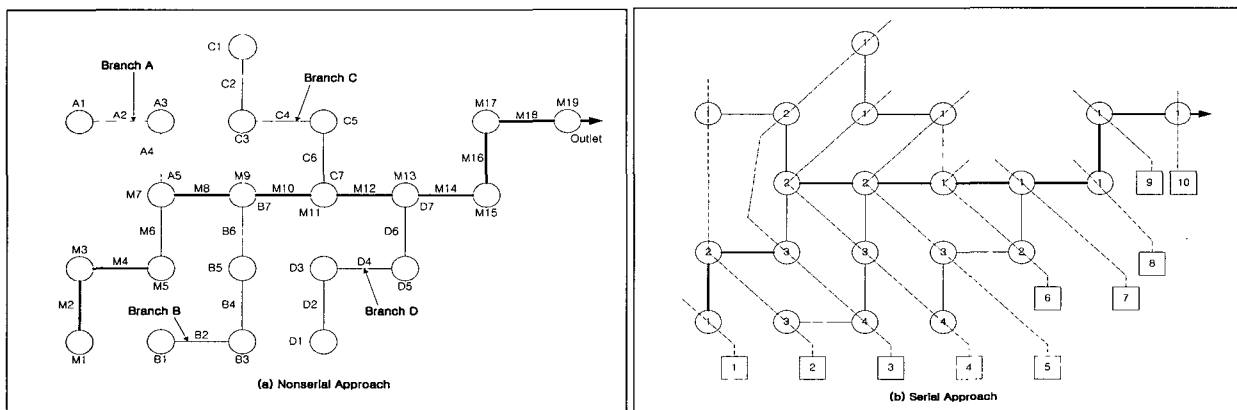 C1
Branch A
C2
Branch C
A1
A2
A3
C3
C4
C5
M17
M18
M19
Outlet
A4
C6
M16
M7
A5
M8
M9
B7
M10
C7
M11
M12
M13
D7
M14
M15
M6
B6
D6
M3
M4
M5
B5
D3
D4
D5
M2
B4
D2
Branch D
Branch B
M1
B1
B2
B3
D1
(a) Nonserial Approach
1
1
2
1
1
1
1
2
2
1
1
1
9
10
2
3
3
3
2
8
6
7
1
3
4
4
1
2
3
4
5
(b) Serial Approach